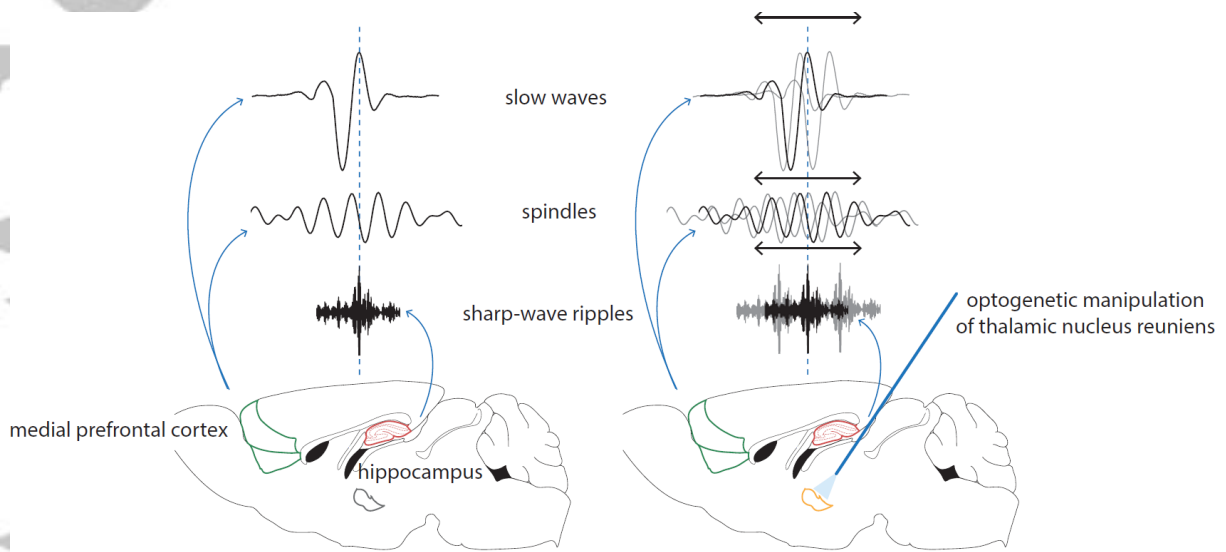 slow waves
spindles
sharp-wave ripples
optogenetic manipulation
of thalamic nucleus reuniens
medial prefrontal cortex
hippocampus